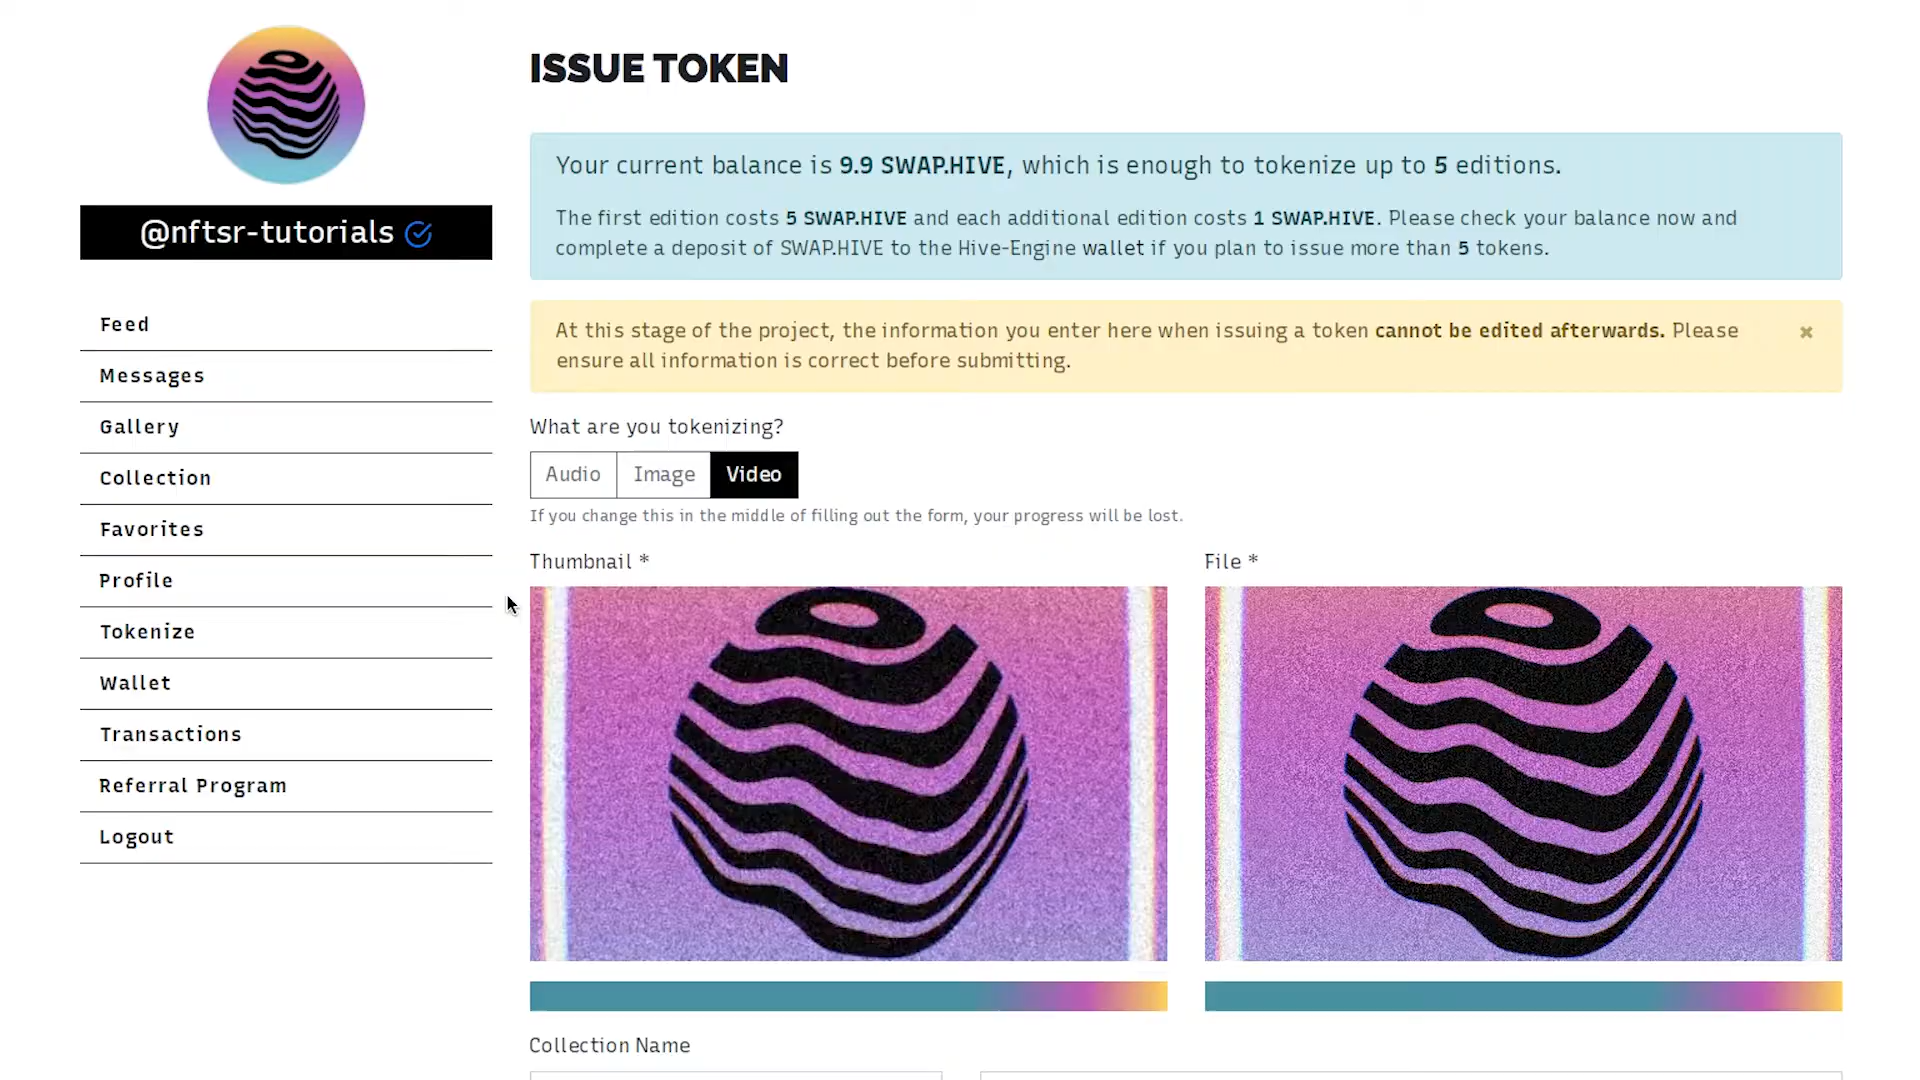 ISSUE TOKEN
Your current balance is 9.9 SWAP.HIVE, which is enough to tokenize up to 5 editions.
The first edition costs 5 SWAP.HIVE and each additional edition costs 1 SWAP.HIVE. Please check your balance now and
complete a deposit of SWAP.HIVE to the Hive-Engine wallet if you plan to issue more than 5 tokens.
@nftsr-tutorials
Feed
Messages
Gallery
Collection
Favorites
Profile
Tokenize
Wallet
Transactions
Referral Program
Logout
At this stage of the project, the information you enter here when issuing a token cannot be edited afterwards. Please
ensure all information is correct before submitting.
×
What are you tokenizing?
Audio Image Video
If you change this in the middle of filling out the form, your progress will be lost.
Thumbnail * File *
Collection Name